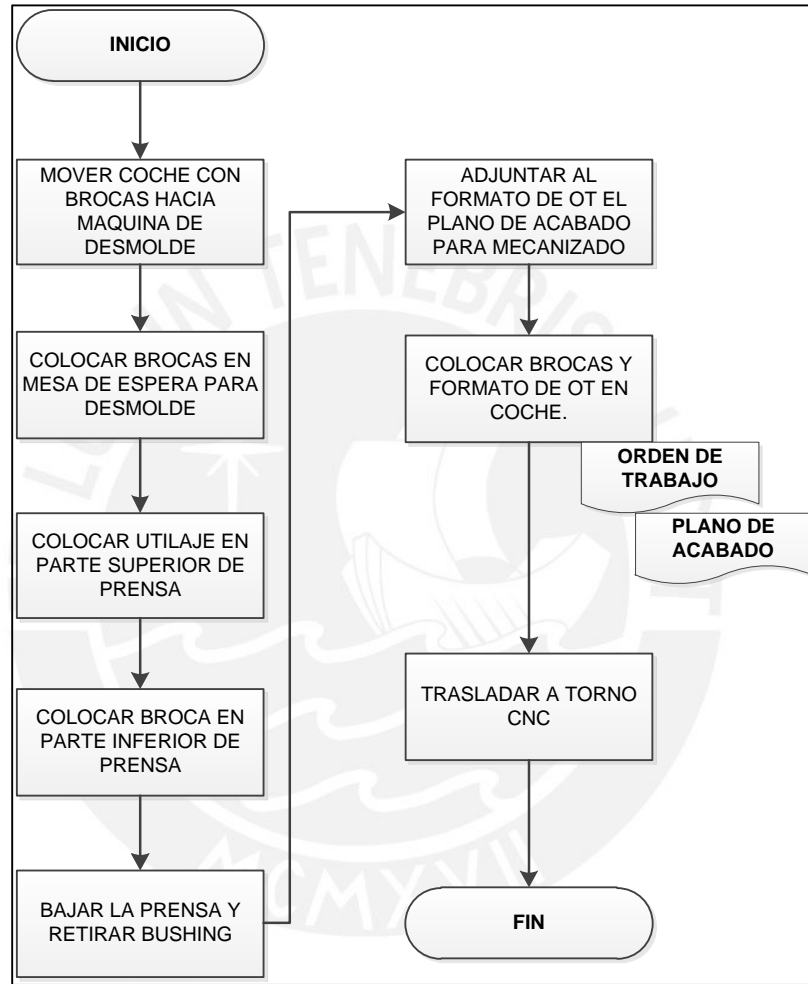 INICIO
MOVER COCHE CON
BROCAS HACIA
MAQUINA DE
DESMOLDE
COLOCAR BROCAS EN
MESA DE ESPERA PARA
DESMOLDE
COLOCAR UTILAJE EN
PARTE SUPERIOR DE
PRENSA
COLOCAR BROCA EN
PARTE INFERIOR DE
PRENSA
BAJAR LA PRENSA Y
RETIRAR BUSHING
ADJUNTAR AL
FORMATO DE OT EL
PLANO DE ACABADO
PARA MECANIZADO
COLOCAR BROCAS Y
FORMATO DE OT EN
COCHE.
ORDEN DE
TRABAJO
PLANO DE
ACABADO
TRASLADAR A TORNO
CNC
FIN
MCMXVII